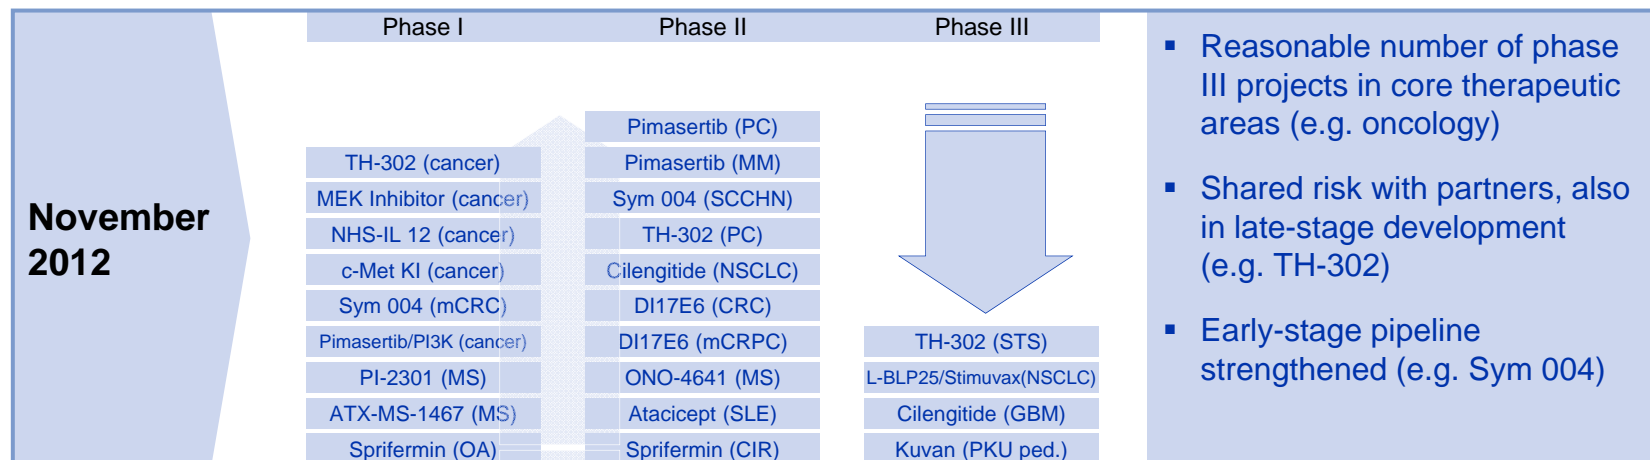 November
2012
Phase I
TH-302 (cancer)
MEK Inhibitor (cancer)
NHS-IL 12 (cancer)
c-Met KI (cancer)
Sym 004 (mCRC)
Pimasertib/PI3K (cancer)
PI-2301 (MS)
ATX-MS-1467 (MS)
Sprifermin (OA)
Phase II
Pimasertib (PC)
Pimasertib (MM)
Sym 004 (SCCHN)
TH-302 (PC)
Cilengitide (NSCLC)
DI17E6 (CRC)
DI17E6 (mCRPC)
ONO-4641 (MS)
Atacicept (SLE)
Sprifermin (CIR)
Phase III
TH-302 (STS)
L-BLP25/Stimuvax(NSCLC)
Cilengitide (GBM)
Kuvan (PKU ped.)
▪ Reasonable number of phase
III projects in core therapeutic
areas (e.g. oncology)
▪ Shared risk with partners, also
in late-stage development
(e.g. TH-302)
▪ Early-stage pipeline
strengthened (e.g. Sym 004)